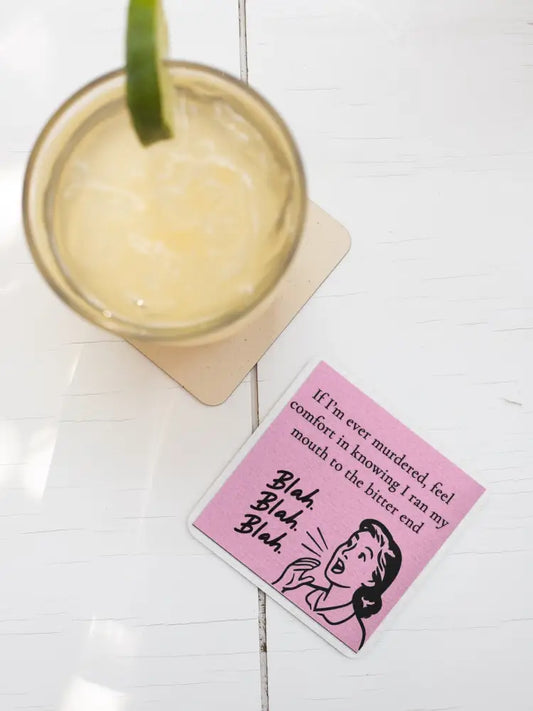 If I'm ever murdered, feel
comfort in knowing I ran my
mouth to the bitter end
Blah.
Blah.
Blah.